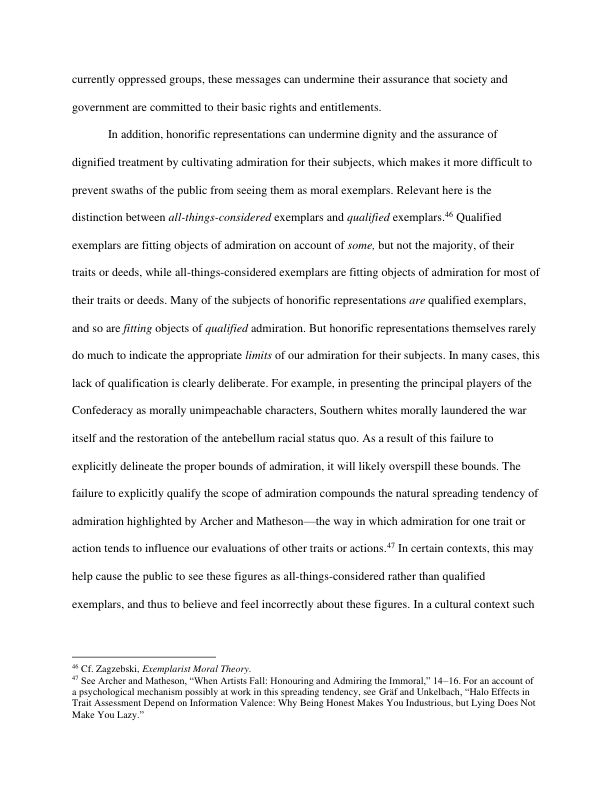 currently oppressed groups, these messages can undermine their assurance that society and
government are committed to their basic rights and entitlements.
In addition, honorific representations can undermine dignity and the assurance of
dignified treatment by cultivating admiration for their subjects, which makes it more difficult to
prevent swaths of the public from seeing them as moral exemplars. Relevant here is the
distinction between all-things-considered exemplars and qualified exemplars.46 Qualified
exemplars are fitting objects of admiration on account of some, but not the majority, of their
traits or deeds, while all-things-considered exemplars are fitting objects of admiration for most of
their traits or deeds. Many of the subjects of honorific representations are qualified exemplars,
and so are fitting objects of qualified admiration. But honorific representations themselves rarely
do much to indicate the appropriate limits of our admiration for their subjects. In many cases, this
lack of qualification is clearly deliberate. For example, in presenting the principal players of the
Confederacy as morally unimpeachable characters, Southern whites morally laundered the war
itself and the restoration of the antebellum racial status quo. As a result of this failure to
explicitly delineate the proper bounds of admiration, it will likely overspill these bounds. The
failure to explicitly qualify the scope of admiration compounds the natural spreading tendency of
admiration highlighted by Archer and Matheson—the way in which admiration for one trait or
action tends to influence our evaluations of other traits or actions.47 In certain contexts, this may
help cause the public to see these figures as all-things-considered rather than qualified
exemplars, and thus to believe and feel incorrectly about these figures. In a cultural context such
46 Cf. Zagzebski, Exemplarist Moral Theory.
47 See Archer and Matheson, “When Artists Fall: Honouring and Admiring the Immoral,” 14–16. For an account of
a psychological mechanism possibly at work in this spreading tendency, see Gräf and Unkelbach, “Halo Effects in
Trait Assessment Depend on Information Valence: Why Being Honest Makes You Industrious, but Lying Does Not
Make You Lazy.”